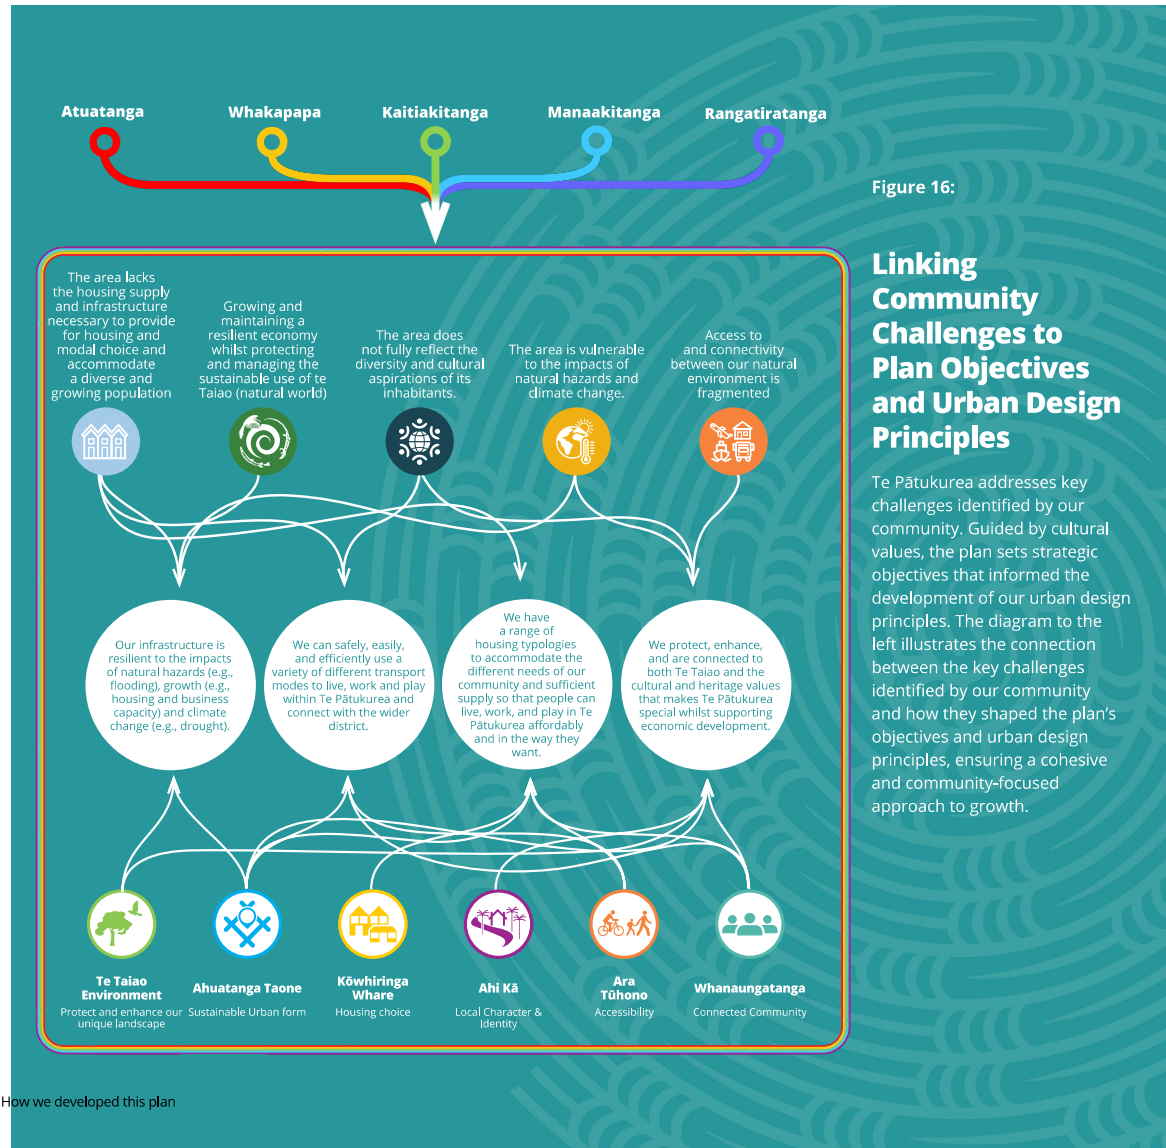 Atuatanga
Whakapapa
Kaitiakitanga
Manaakitanga
Rangatiratanga
Figure 16:
Linking
Community
Challenges to
Plan Objectives
and Urban Design
Principles
Te Pātukurea addresses key
challenges identified by our
community. Guided by cultural
values, the plan sets strategic
objectives that informed the
development of our urban design
principles. The diagram to the
left illustrates the connection
between the key challenges
identified by our community
and how they shaped the plan's
objectives and urban design
principles, ensuring a cohesive
and community-focused
approach to growth.
The area lacks
the housing supply
and infrastructure
necessary to provide
for housing and
modal choice and
accommodate
a diverse and
growing population
Growing and
maintaining a
resilient economy
whilst protecting
and managing the
sustainable use of te
Taiao (natural world)
The area does
not fully reflect the
diversity and cultural
aspirations of its
inhabitants.
The area is vulnerable
to the impacts of
natural hazards and
climate change.
Access to
and connectivity
between our natural
environment is
fragmented
Our infrastructure is
resilient to the impacts
of natural hazards (e.g.,
flooding), growth (e.g.,
housing and business
capacity) and climate
change (e.g., drought).
We can safely, easily,
and efficiently use a
variety of different transport
modes to live, work and play
within Te Pātukurea and
connect with the wider
district.
We have
a range of
housing typologies
to accommodate the
different needs of our
community and sufficient
supply so that people can
live, work, and play in Te
Pātukurea affordably
and in the way they
want.
We protect, enhance,
and are connected to
both Te Taiao and the
cultural and heritage values
that makes Te Pātukurea
special whilst supporting
economic development.
Te Taiao
Environment
Protect and enhance our
unique landscape
Ahuatanga Taone
Sustainable Urban form
Kōwhiringa
Whare
Housing choice
Ahi Kā
Local Character &
Identity
Ara
Tūhono
Accessibility
Whanaungatanga
Connected Community
How we developed this plan